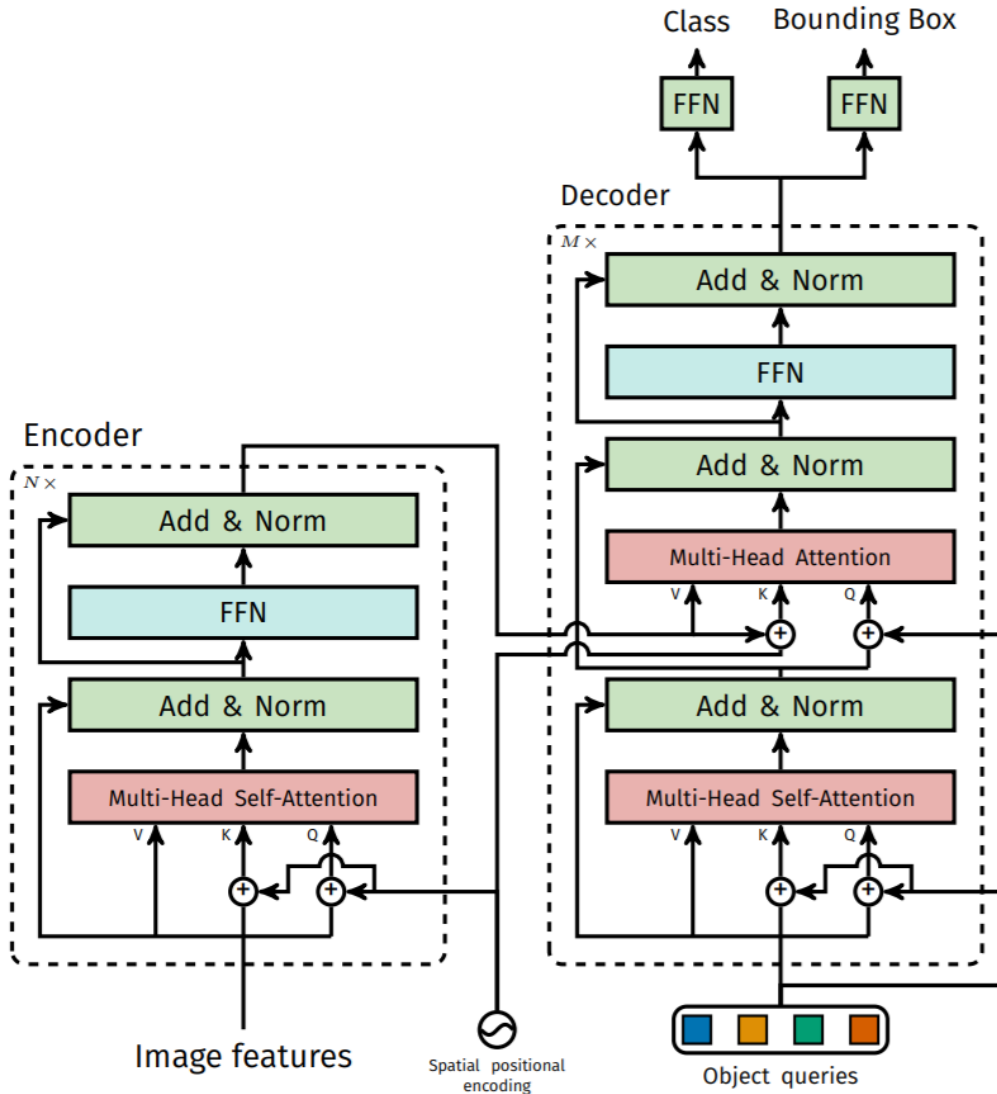 Class Bounding Box
FFN FFN
Decoder
M ×
Add & Norm
FFN
Add & Norm
Multi-Head Attention
V K Q
Add & Norm
Multi-Head Self-Attention
V K Q
Encoder
N ×
Add & Norm
FFN
Add & Norm
Multi-Head Self-Attention
V K Q
Image features
Spatial positional
encoding
Object queries